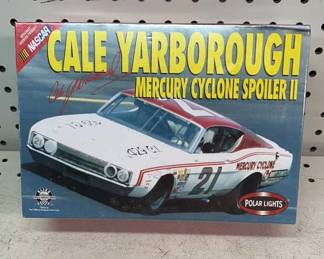 NASCAR
CALE YARBOROUGH
MERCURY CYCLONE SPOILER II
21
MERCURY CYCLONE
POLAR LIGHTS